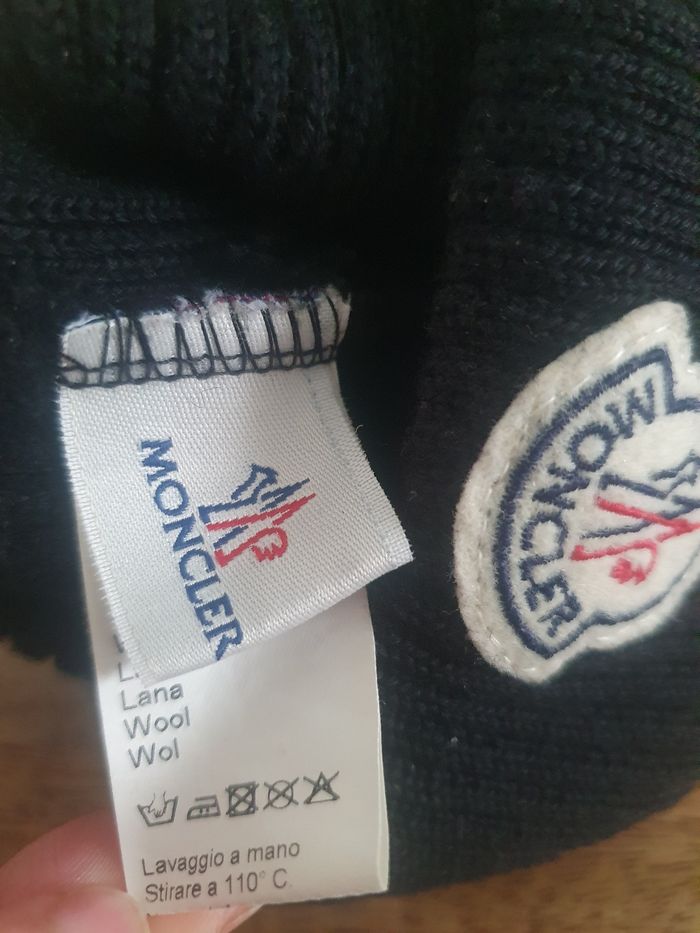 MONCLER
MONCLER
Lana
Wool
Wol
Lavaggio a mano
Stirare a 110° C.